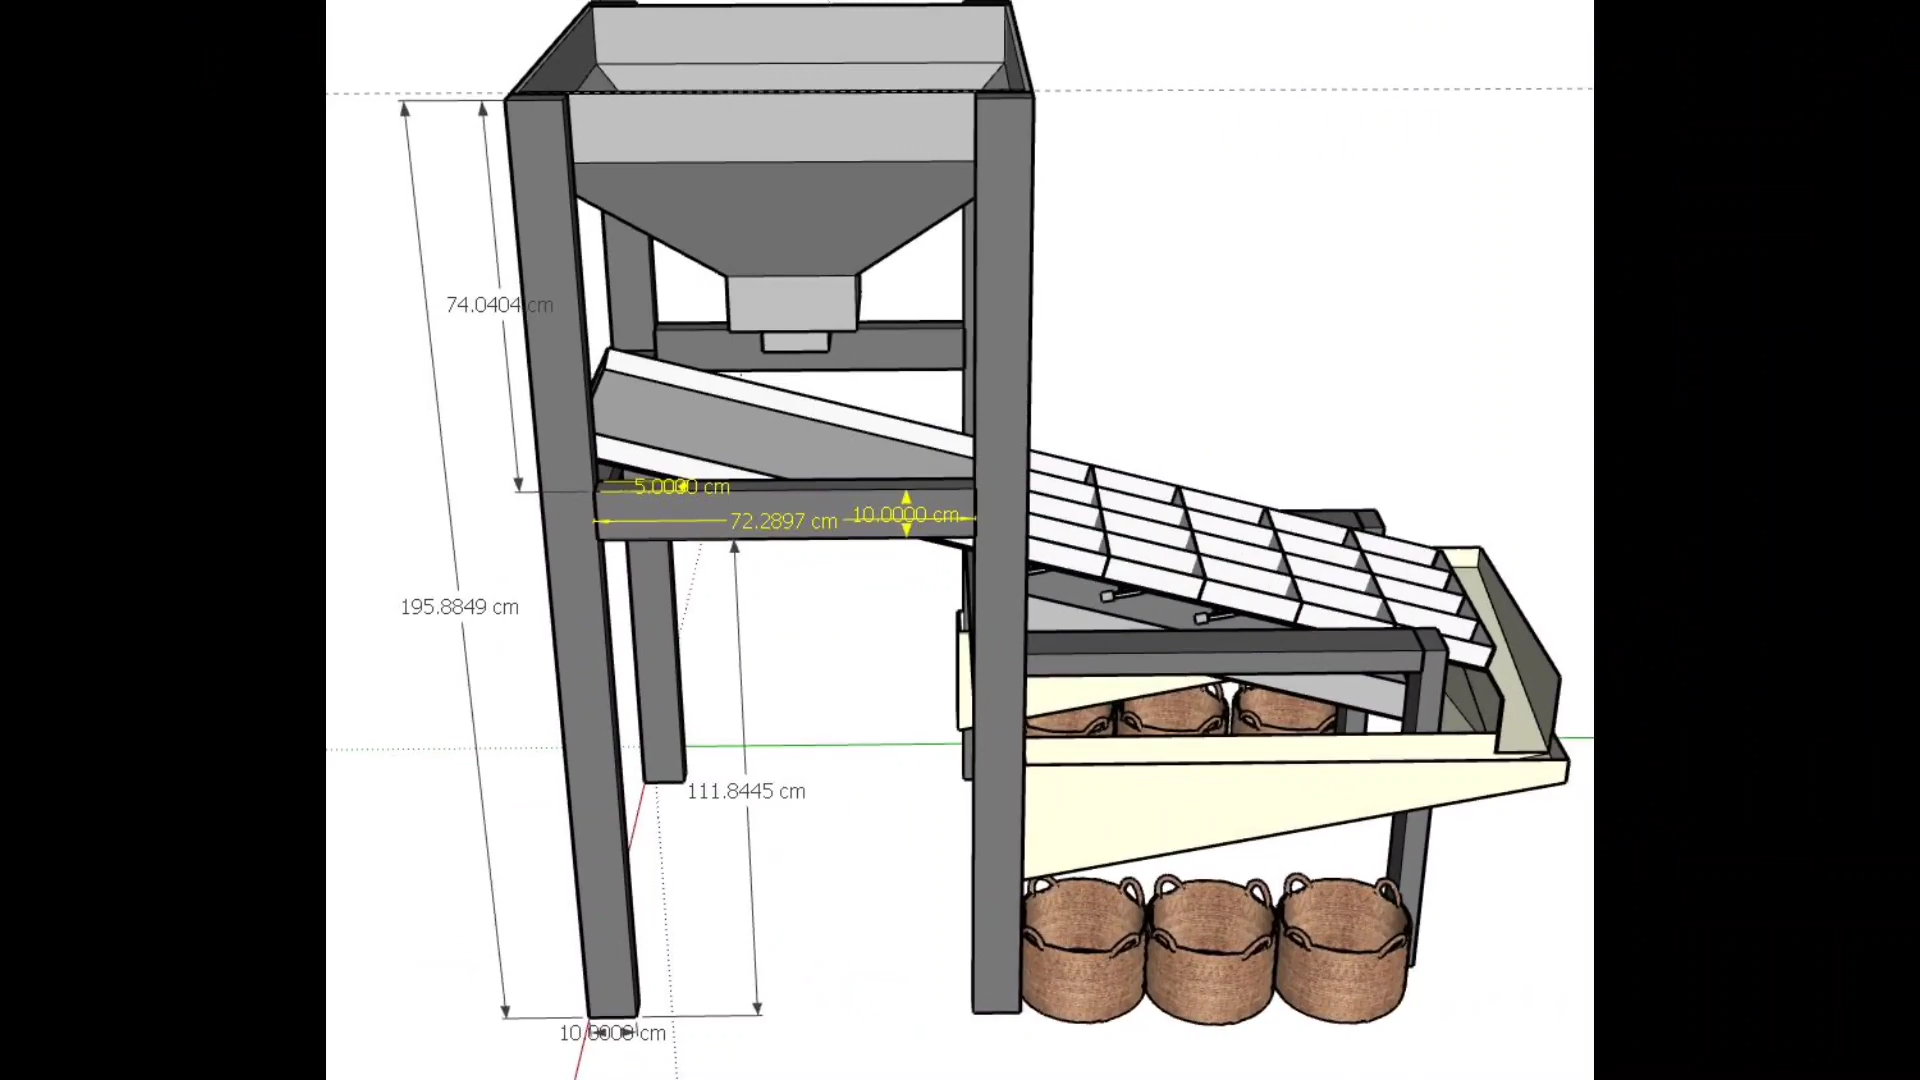 74.0404 cm
5.0000 cm
72.2897 cm
10.0000 cm
195.8849 cm
111.8445 cm
10.0000 cm